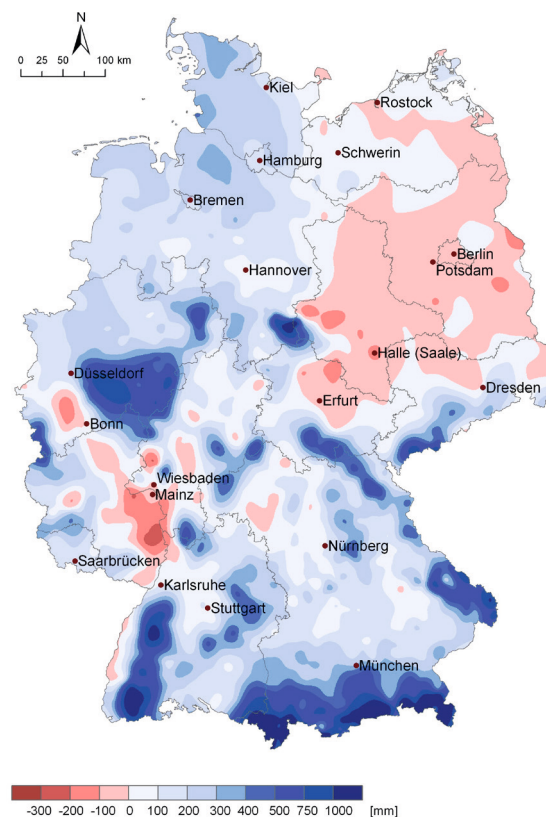 N
0 25 50 100 km
Kiel
Rostock
Schwerin
Hamburg
Bremen
Berlin
Potsdam
Hannover
Halle (Saale)
Düsseldorf
Dresden
Erfurt
Bonn
Wiesbaden
Mainz
Nürnberg
Saarbrücken
Karlsruhe
Stuttgart
München
-300 -200 -100 0 100 200 300 400 500 750 1000 [mm]